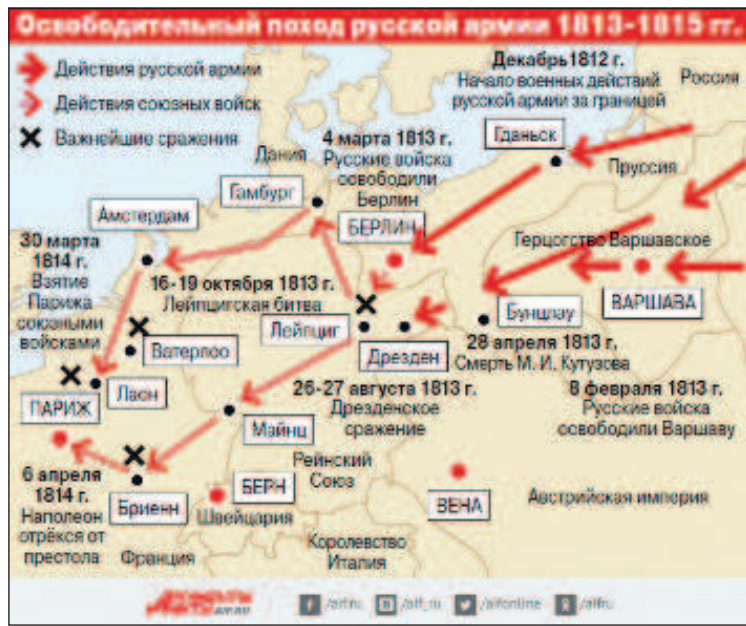 Освободительный поход русской армии 1813-1815 гг.
Действия русской армии
Действия союзных войск
Важнейшие сражения
Декабрь 1812 г.
Начало военных действий
русской армии за границей
Россия
Гданьск
Пруссия
4 марта 1813 г.
Русские войска
освободили
Берлин
Дания
Гамбург
БЕРЛИН
Амстердам
Герцогство Варшавское
30 марта
1814 г.
Взятие
Парижа
союзными
войсками
16-19 октября 1813 г.
Лейпцигская битва
Лейпциг
Бунцлау
ВАРШАВА
Ватерлоо
Дрезден
28 апреля 1813 г.
Смерть М. И. Кутузова
ПАРИЖ
Лаон
26-27 августа 1813 г.
Дрезденское
сражение
8 февраля 1813 г.
Русские войска
освободили Варшаву
Майнц
Рейнский
Союз
6 апреля
1814 г.
Наполеон
отрёкся от
престола
Бриенн
БЕРН
Швейцария
ВЕНА
Австрийская империя
Франция
Королевство
Италия
АРГУМЕНТЫ
ФАКТЫ
/aifru
/aif_ru
/aifonline
/aifru